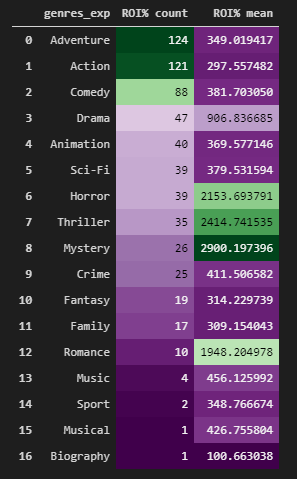 genres_exp ROI% count ROI% mean
0 Adventure 124 349.019417
1 Action 121 297.557482
2 Comedy 88 381.703050
3 Drama 47 906.836685
4 Animation 40 369.577146
5 Sci-Fi 39 379.531594
6 Horror 39 2153.693791
7 Thriller 35 2414.741535
8 Mystery 26 2900.197396
9 Crime 25 411.506582
10 Fantasy 19 314.229739
11 Family 17 309.154043
12 Romance 10 1948.204978
13 Music 4 456.125992
14 Sport 2 348.766674
15 Musical 1 426.755804
16 Biography 1 100.663038